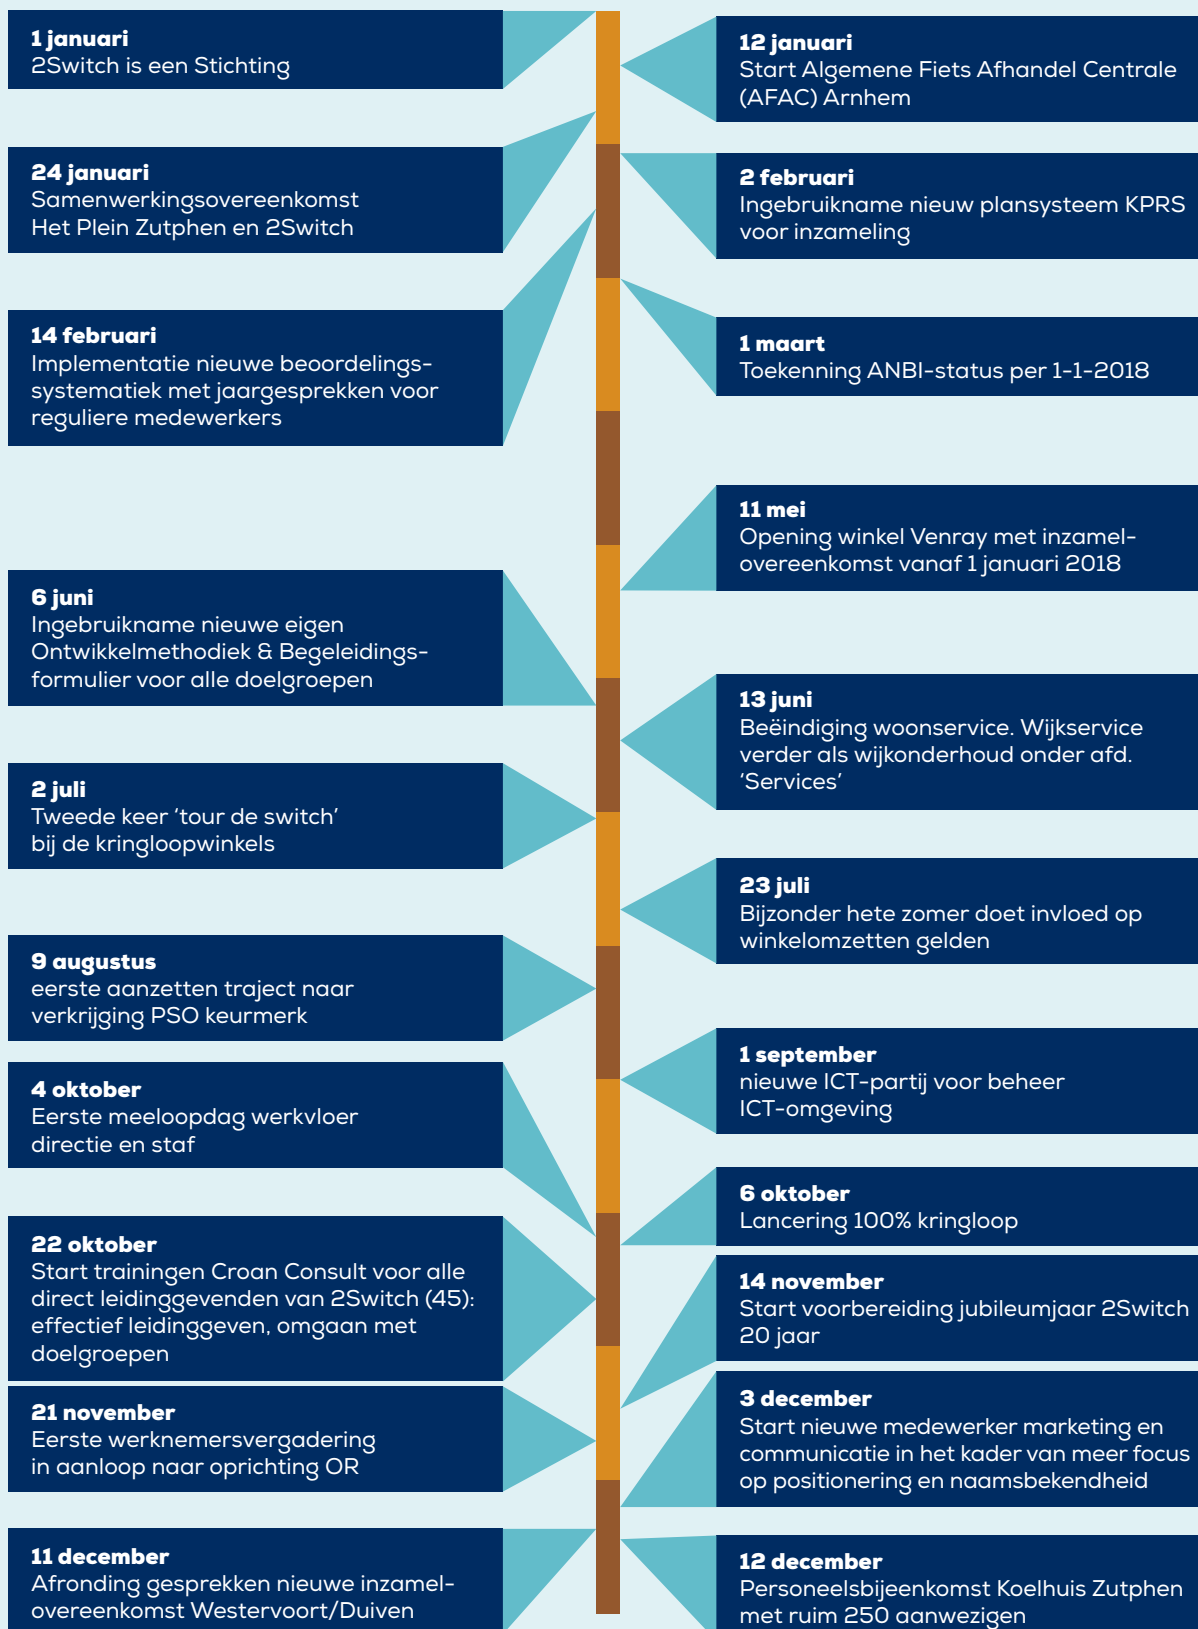 1 januari
2Switch is een Stichting
12 januari
Start Algemene Fiets Afhandel Centrale
(AFAC) Arnhem
24 januari
Samenwerkingsovereenkomst
Het Plein Zutphen en 2Switch
2 februari
Ingebruikname nieuw plansysteem KPRS
voor inzameling
14 februari
Implementatie nieuwe beoordelings-
systematiek met jaargesprekken voor
reguliere medewerkers
1 maart
Toekenning ANBI-status per 1-1-2018
11 mei
Opening winkel Venray met inzamel-
overeenkomst vanaf 1 januari 2018
6 juni
Ingebruikname nieuwe eigen
Ontwikkelmethodiek & Begeleidings-
formulier voor alle doelgroepen
13 juni
Beëindiging woonservice. Wijkservice
verder als wijkonderhoud onder afd.
‘Services’
2 juli
Tweede keer ‘tour de switch’
bij de kringloopwinkels
23 juli
Bijzonder hete zomer doet invloed op
winkelomzetten gelden
9 augustus
eerste aanzetten traject naar
verkrijging PSO keurmerk
1 september
nieuwe ICT-partij voor beheer
ICT-omgeving
4 oktober
Eerste meeloopdag werkvloer
directie en staf
6 oktober
Lancering 100% kringloop
22 oktober
Start trainingen Croan Consult voor alle
direct leidinggevenden van 2Switch (45):
effectief leidinggeven, omgaan met
doelgroepen
14 november
Start voorbereiding jubileumjaar 2Switch
20 jaar
21 november
Eerste werknemersvergadering
in aanloop naar oprichting OR
3 december
Start nieuwe medewerker marketing en
communicatie in het kader van meer focus
op positionering en naamsbekendheid
11 december
Afronding gesprekken nieuwe inzamel-
overeenkomst Westervoort/Duiven
12 december
Personeelsbijeenkomst Koelhuis Zutphen
met ruim 250 aanwezigen